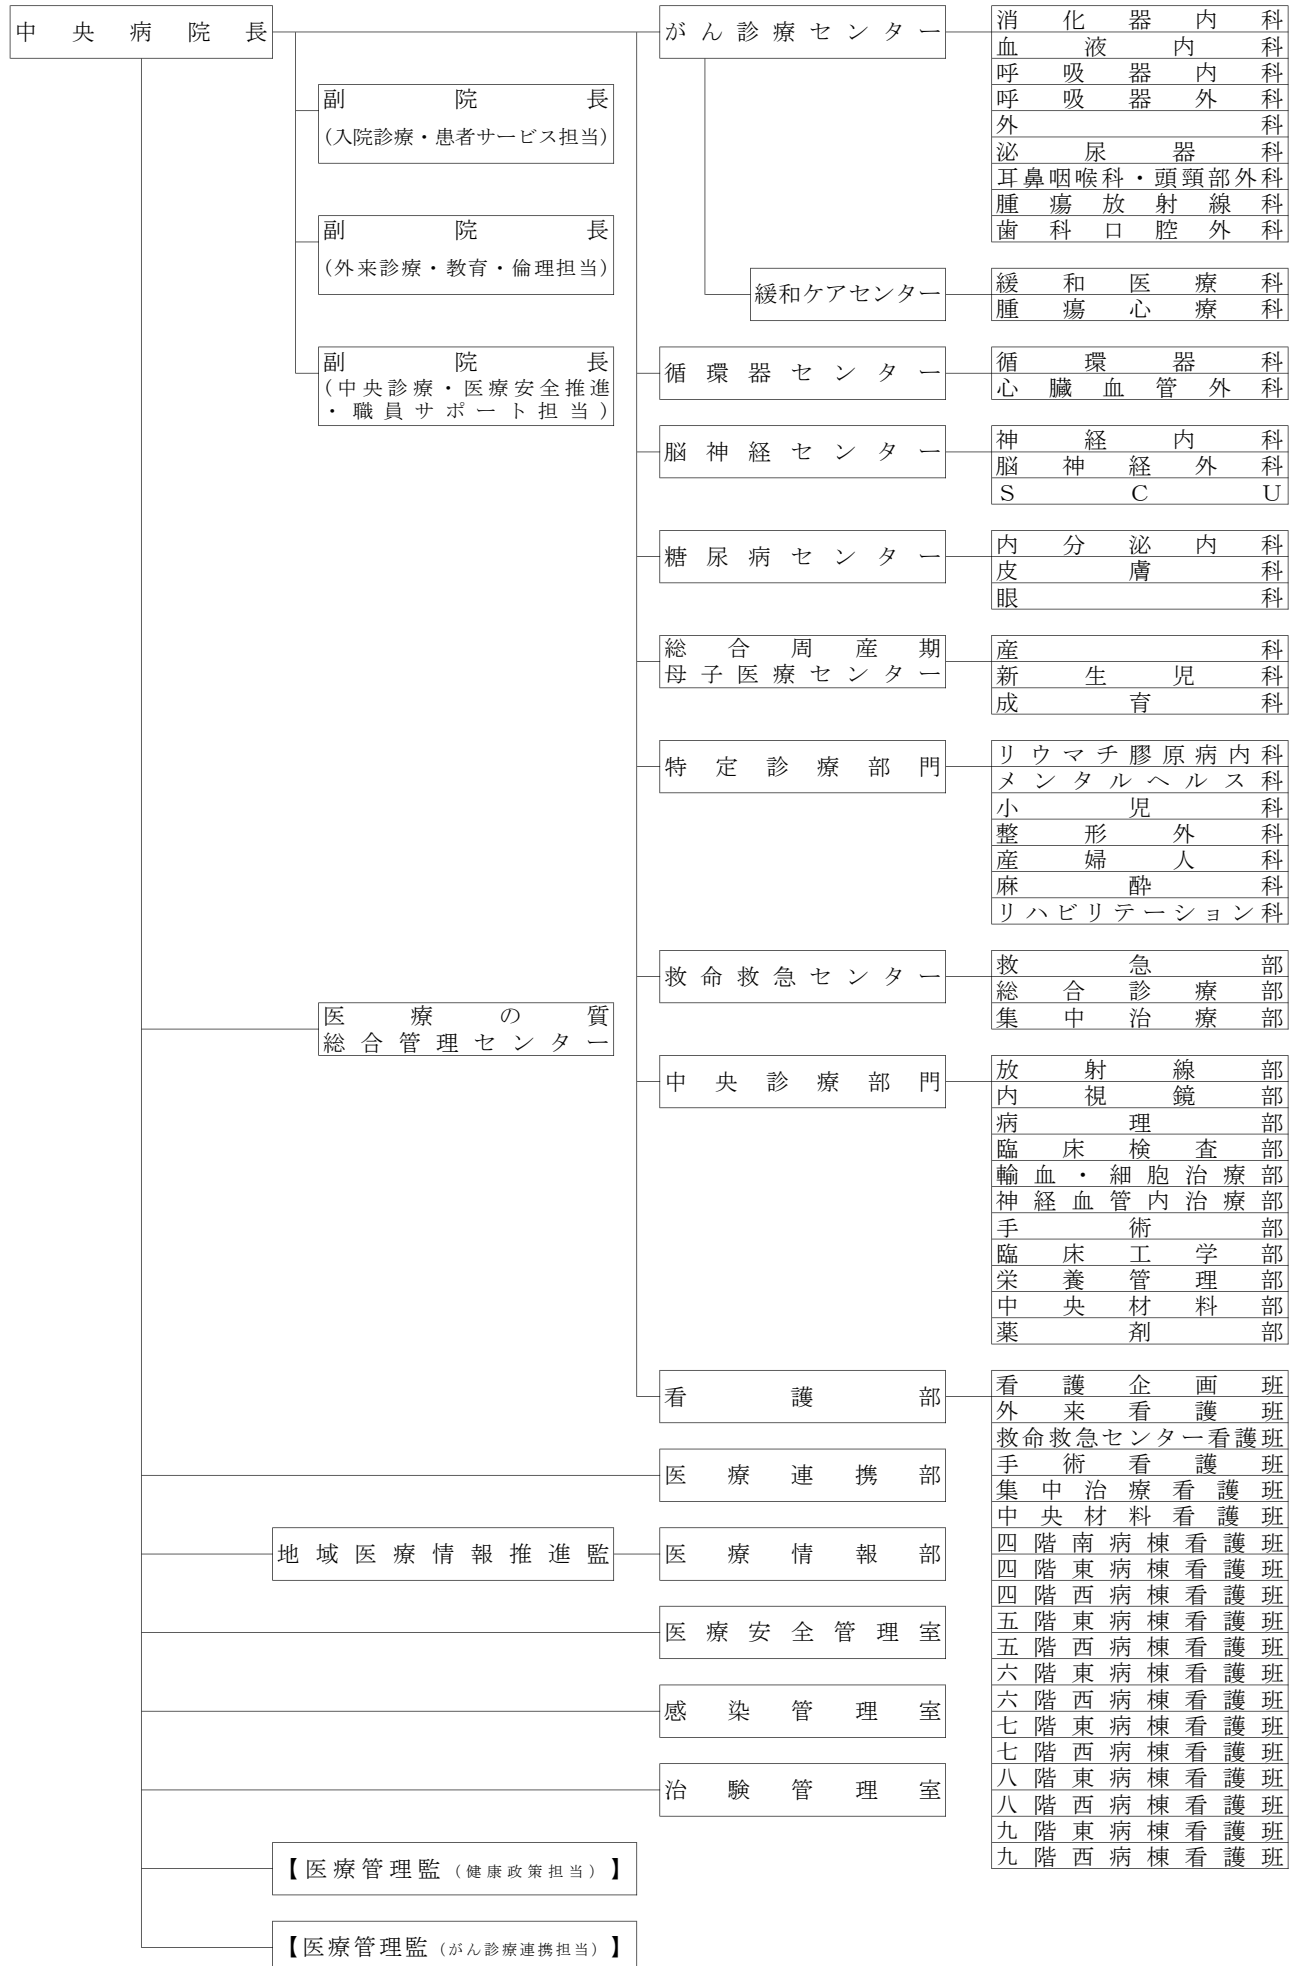 中央病院長
副院長
(入院診療・患者サービス担当)
副院長
(外来診療・教育・倫理担当)
副院長
(中央診療・医療安全推進
・職員サポート担当)
医療の質
総合管理センター
地域医療情報推進監
【医療管理監(健康政策担当)】
【医療管理監(がん診療連携担当)】
がん診療センター
消化器内科
血液内科
呼吸器内科
呼吸器外科
外科
泌尿器科
耳鼻咽喉科・頭頸部外科
腫瘍放射線科
歯科口腔外科
緩和ケアセンター
緩和医療科
腫瘍心療科
循環器センター
循環器科
心臓血管外科
脳神経センター
神経内科
脳神経外科
SCU
糖尿病センター
内分泌内科
皮膚科
眼科
総合周産期
母子医療センター
産科
新生児科
成育科
特定診療部門
リウマチ膠原病内科
メンタルヘルス科
小児科
整形外科
産婦人科
麻酔科
リハビリテーション科
救命救急センター
救急部
総合診療部
集中治療部
中央診療部門
放射線部
内視鏡部
病理部
臨床検査部
輸血・細胞治療部
神経血管内治療部
手術部
臨床工学部
栄養管理部
中央材料部
薬剤部
看護部
看護企画班
外来看護班
救命救急センター看護班
手術看護班
集中治療看護班
中央材料看護班
四階南病棟看護班
四階東病棟看護班
四階西病棟看護班
五階東病棟看護班
五階西病棟看護班
六階東病棟看護班
六階西病棟看護班
七階東病棟看護班
七階西病棟看護班
八階東病棟看護班
八階西病棟看護班
九階東病棟看護班
九階西病棟看護班
医療連携部
医療情報部
医療安全管理室
感染管理室
治験管理室